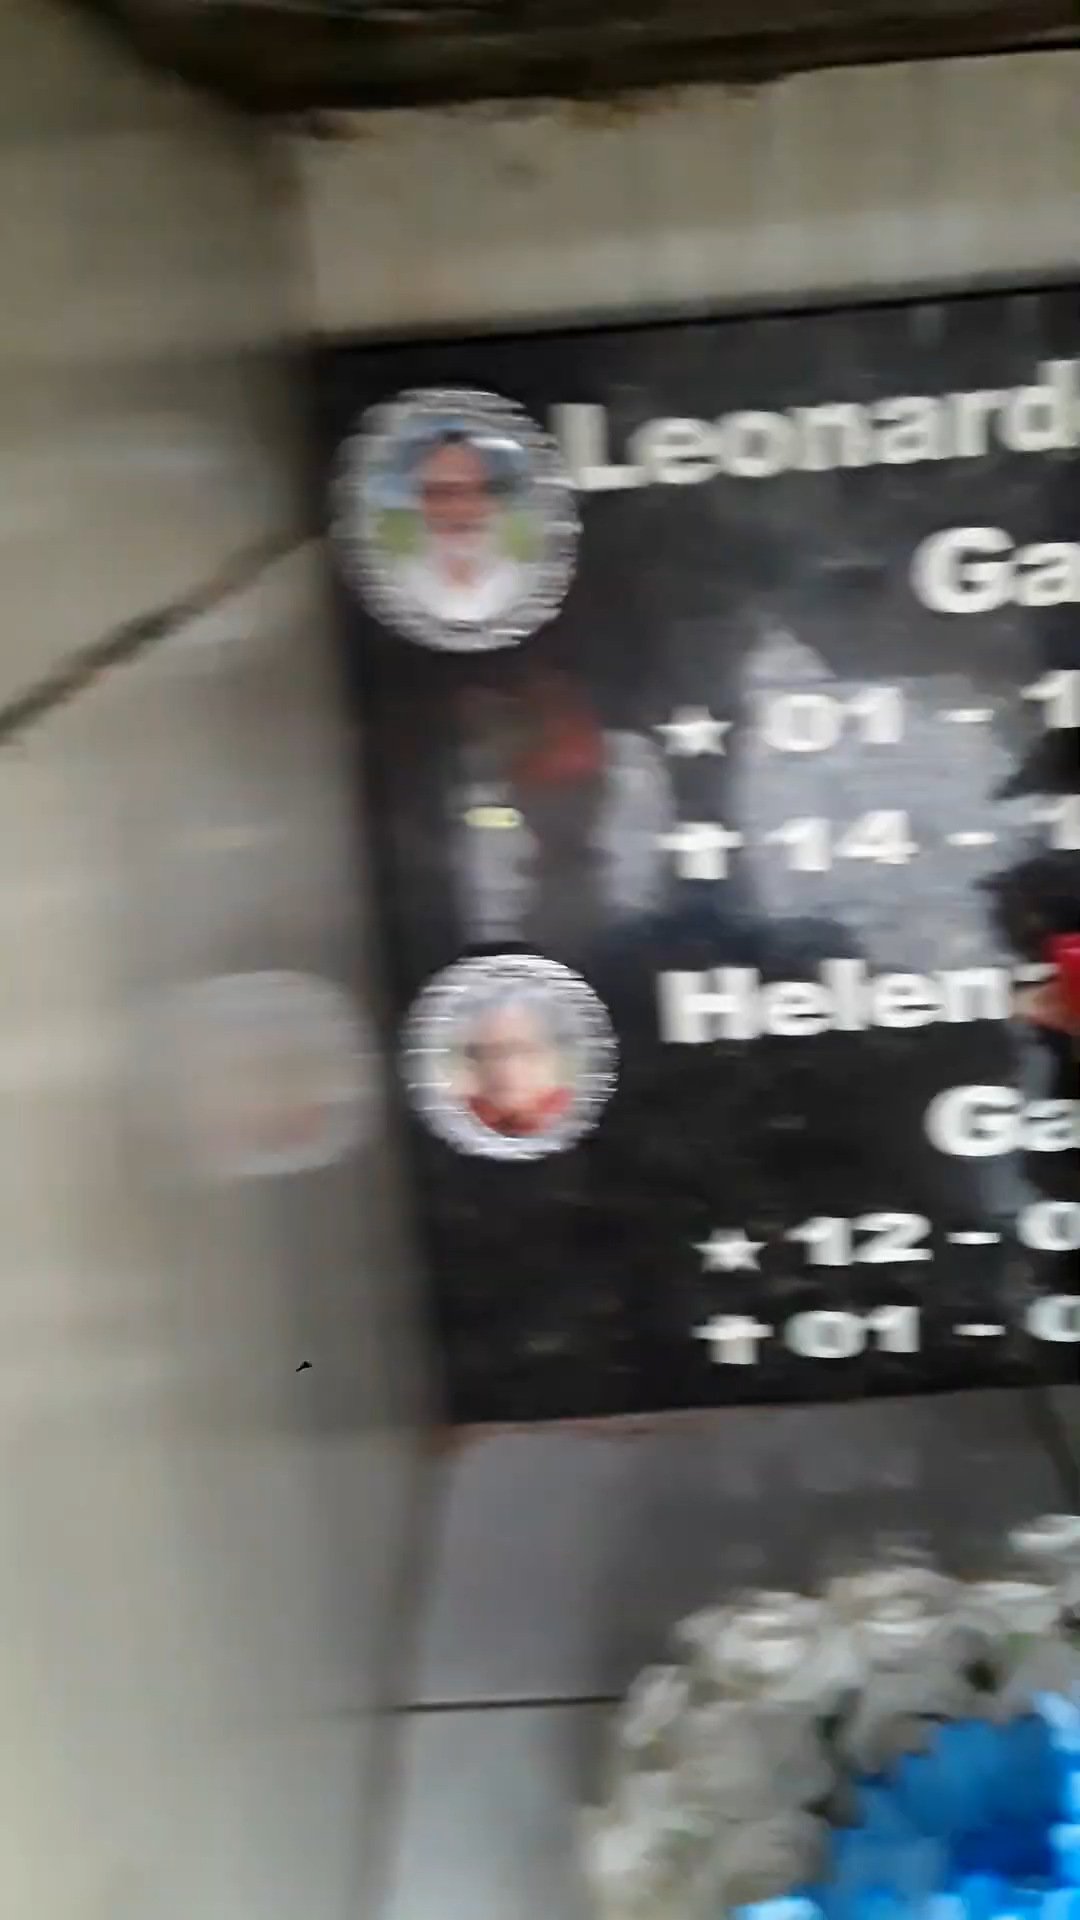 Leonard
Ga
★ 01 - 1
✝ 14 - 1
Helen
Ga
★ 12 - 0
✝ 01 - 0